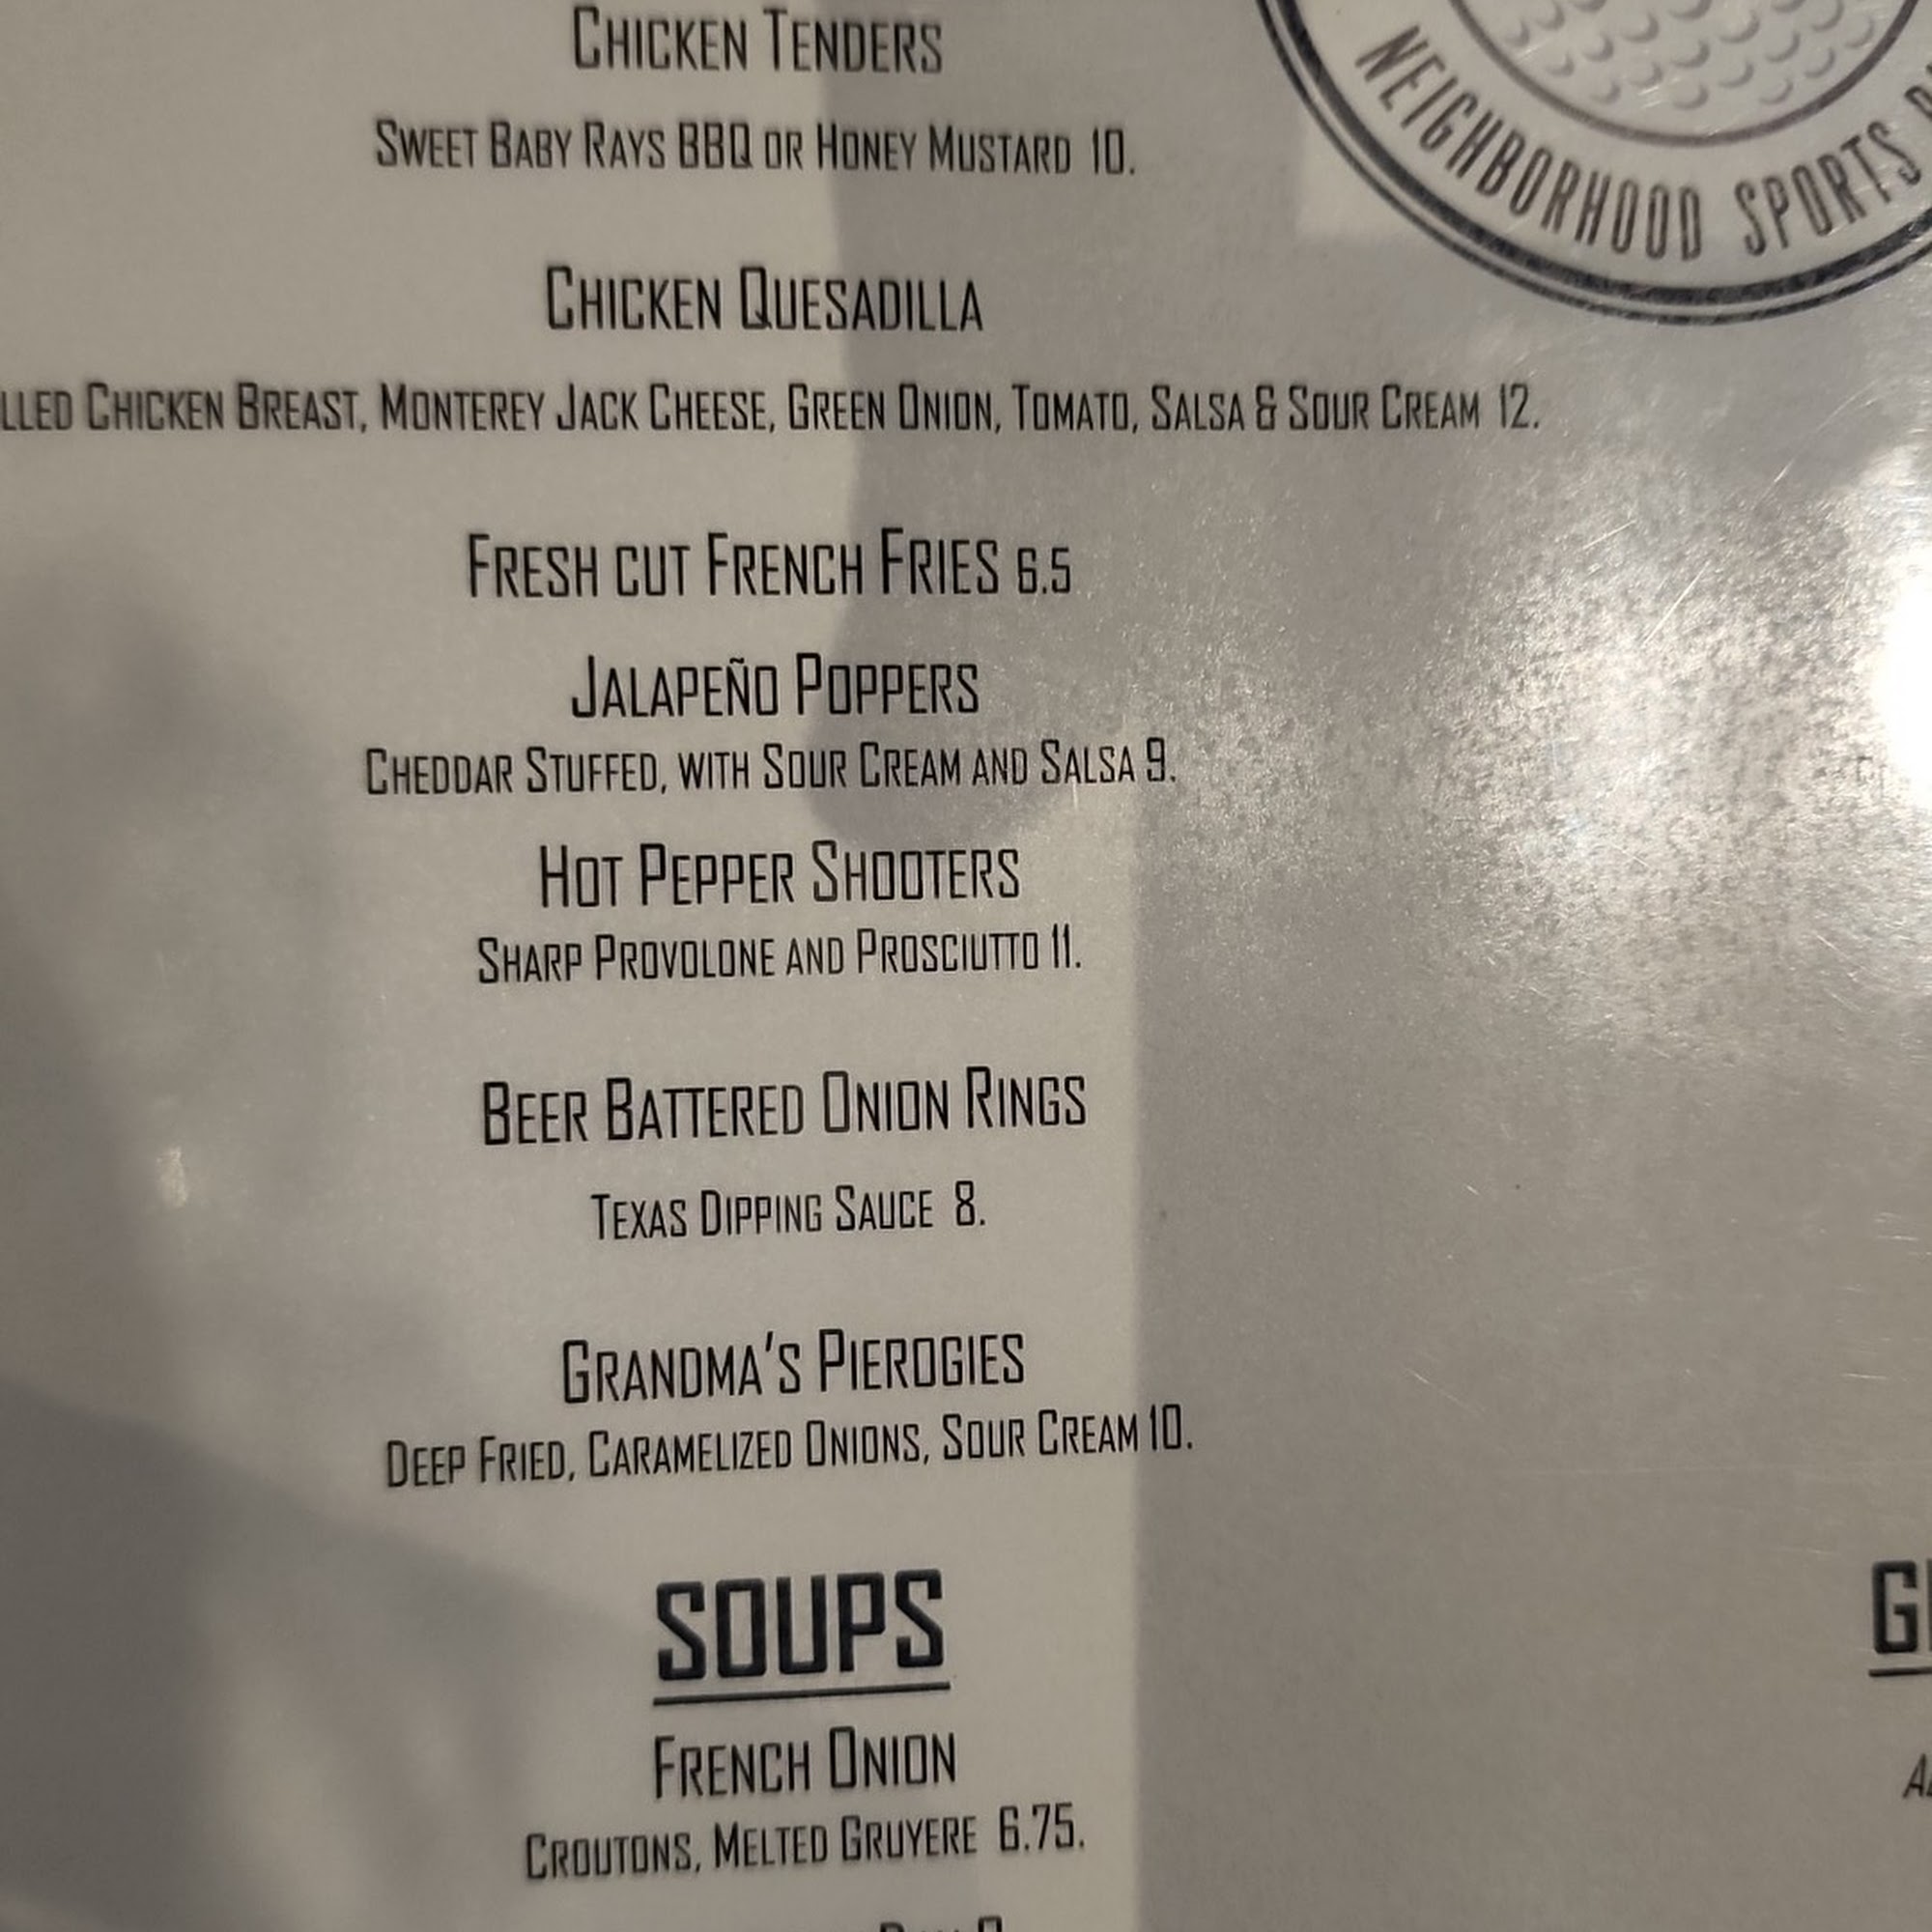 CHICKEN TENDERS
SWEET BABY RAYS BBQ OR HONEY MUSTARD 10.
NEIGHBORHOOD SPORTS
CHICKEN QUESADILLA
LLED CHICKEN BREAST, MONTEREY JACK CHEESE, GREEN ONION, TOMATO, SALSA & SOUR CREAM 12.
FRESH CUT FRENCH FRIES 6.5
JALAPEÑO POPPERS
CHEDDAR STUFFED, WITH SOUR CREAM AND SALSA 9.
HOT PEPPER SHOOTERS
SHARP PROVOLONE AND PROSCIUTTO 11.
BEER BATTERED ONION RINGS
TEXAS DIPPING SAUCE 8.
GRANDMA'S PIEROGIES
DEEP FRIED, CARAMELIZED ONIONS, SOUR CREAM 10.
SOUPS
FRENCH ONION
CROUTONS, MELTED GRUYERE 6.75.